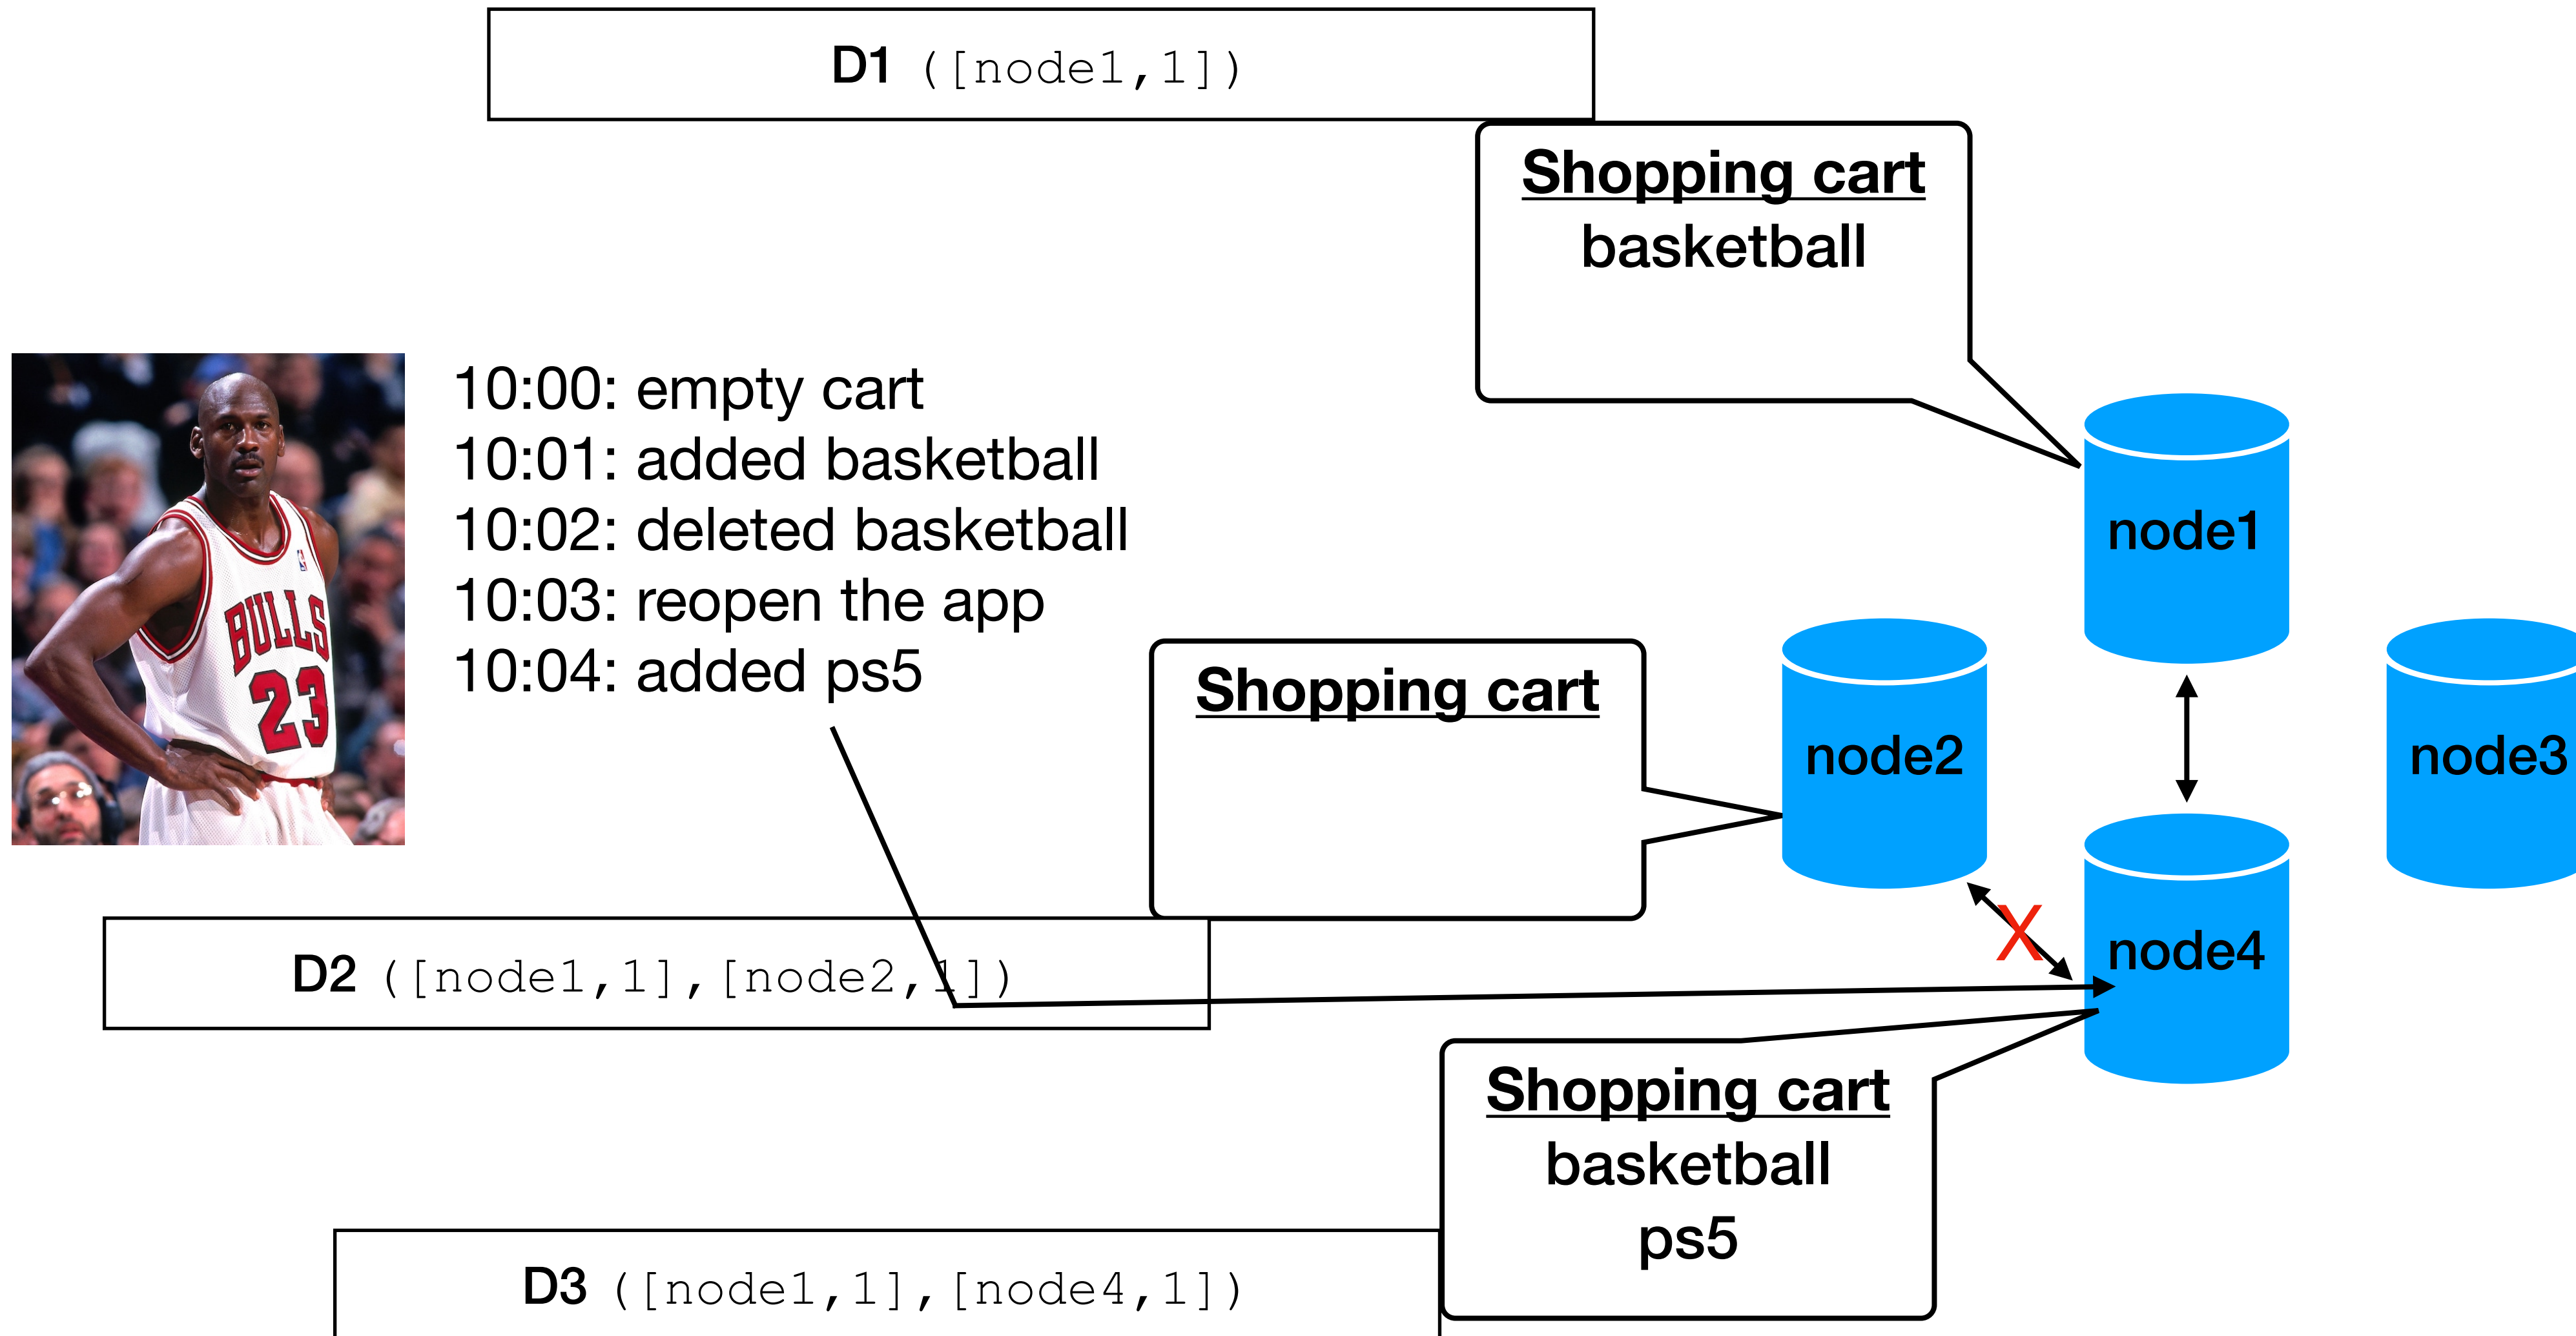 D1 ([node1,1])
Shopping cart
basketball
10:00: empty cart
10:01: added basketball
10:02: deleted basketball
10:03: reopen the app
10:04: added ps5
BULLS
23
node1
Shopping cart
node2
node3
D2 ([node1,1],[node2,1])
X
node4
Shopping cart
basketball
ps5
D3 ([node1,1],[node4,1])